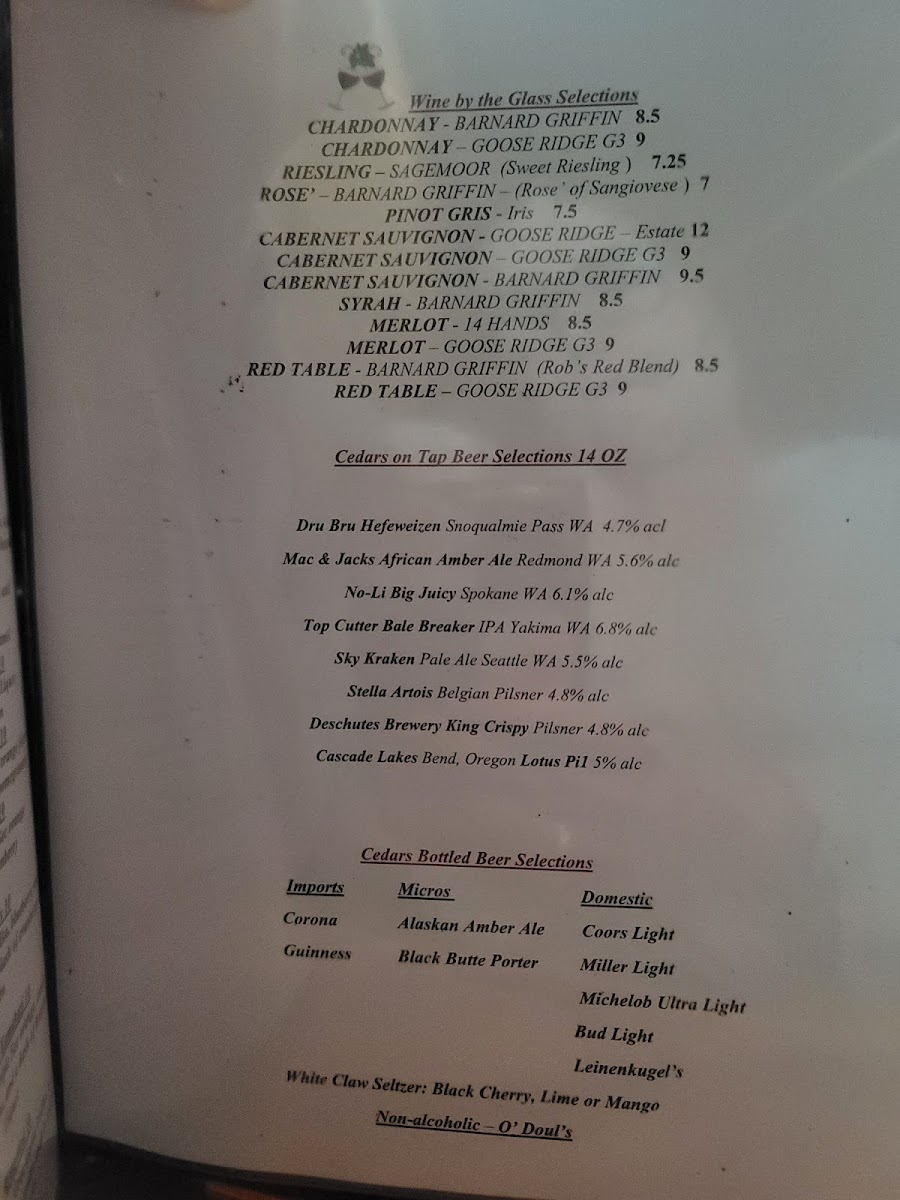 Wine by the Glass Selections
CHARDONNAY - BARNARD GRIFFIN 8.5
CHARDONNAY – GOOSE RIDGE G3 9
RIESLING – SAGEMOOR (Sweet Riesling ) 7.25
ROSE' – BARNARD GRIFFIN – (Rose' of Sangiovese ) 7
PINOT GRIS - Iris 7.5
CABERNET SAUVIGNON - GOOSE RIDGE – Estate 12
CABERNET SAUVIGNON – GOOSE RIDGE G3 9
CABERNET SAUVIGNON - BARNARD GRIFFIN 9.5
SYRAH - BARNARD GRIFFIN 8.5
MERLOT - 14 HANDS 8.5
MERLOT – GOOSE RIDGE G3 9
RED TABLE - BARNARD GRIFFIN (Rob's Red Blend) 8.5
RED TABLE – GOOSE RIDGE G3 9
Cedars on Tap Beer Selections 14 OZ
Dru Bru Hefeweizen Snoqualmie Pass WA 4.7% acl
Mac & Jacks African Amber Ale Redmond WA 5.6% alc
No-Li Big Juicy Spokane WA 6.1% alc
Top Cutter Bale Breaker IPA Yakima WA 6.8% alc
Sky Kraken Pale Ale Seattle WA 5.5% alc
Stella Artois Belgian Pilsner 4.8% alc
Deschutes Brewery King Crispy Pilsner 4.8% alc
Cascade Lakes Bend, Oregon Lotus Pi1 5% alc
Cedars Bottled Beer Selections
Imports Micros Domestic
Corona Alaskan Amber Ale Coors Light
Guinness Black Butte Porter Miller Light
Michelob Ultra Light
Bud Light
Leinenkugel's
White Claw Seltzer: Black Cherry, Lime or Mango
Non-alcoholic – O' Doul's